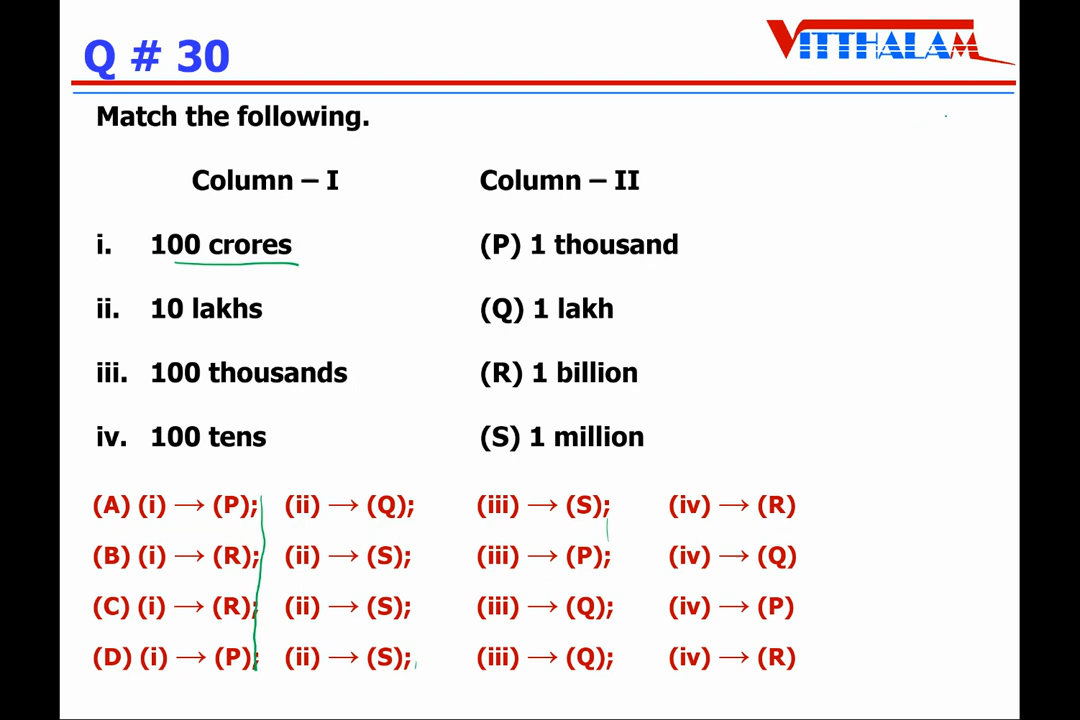 Q # 30
VITTHALAM
Match the following.
Column – I Column – II
i. 100 crores (P) 1 thousand
ii. 10 lakhs (Q) 1 lakh
iii. 100 thousands (R) 1 billion
iv. 100 tens (S) 1 million
(A) (i) → (P); (ii) → (Q); (iii) → (S); (iv) → (R)
(B) (i) → (R); (ii) → (S); (iii) → (P); (iv) → (Q)
(C) (i) → (R); (ii) → (S); (iii) → (Q); (iv) → (P)
(D) (i) → (P); (ii) → (S); (iii) → (Q); (iv) → (R)